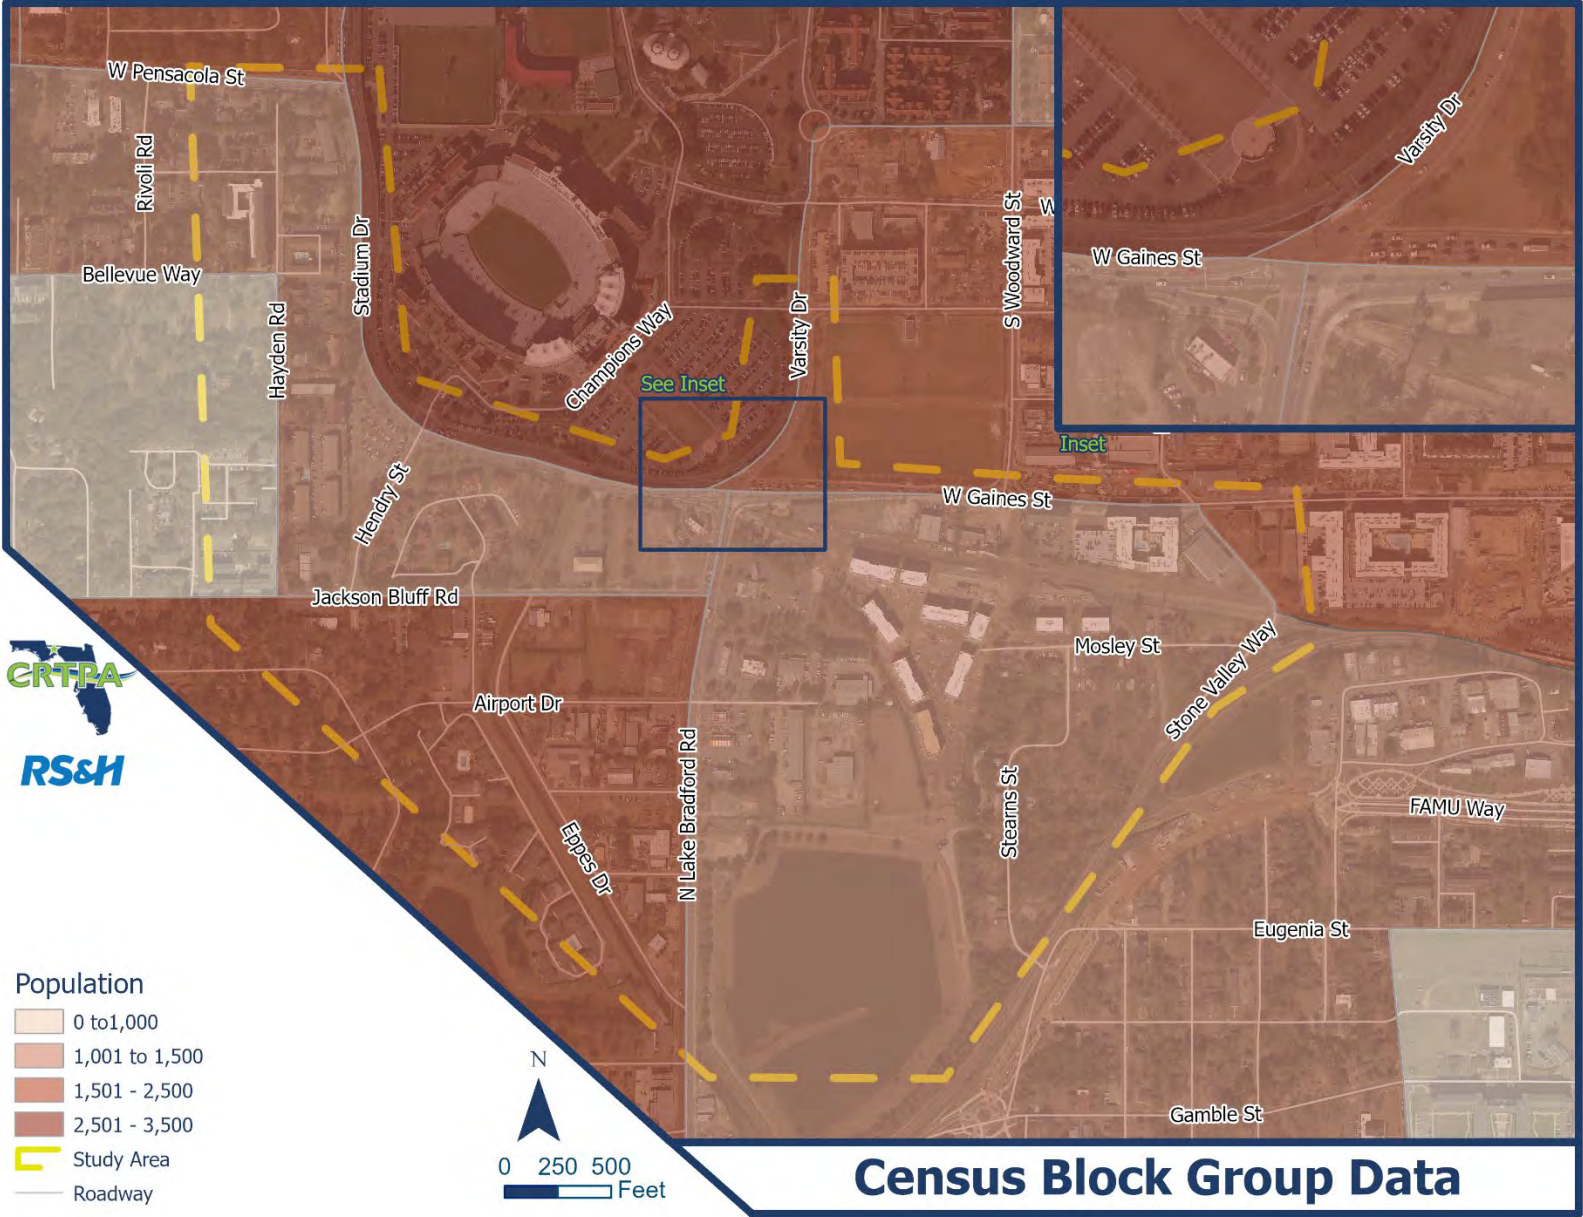 W Pensacola St
Rivoli Rd
Bellevue Way
Hayden Rd
Stadium Dr
Champions Way
See Inset
Varsity Dr
S Woodward St
W
Varsity Dr
W Gaines St
Inset
Hendry St
W Gaines St
Jackson Bluff Rd
Mosley St
Stone Valley Way
Airport Dr
N Lake Bradford Rd
Stearns St
Eppes Dr
FAMU Way
Eugenia St
Gamble St
CRTPA
RS&H
Population
0 to1,000
1,001 to 1,500
1,501 - 2,500
2,501 - 3,500
Study Area
Roadway
N
0 250 500
Feet
Census Block Group Data